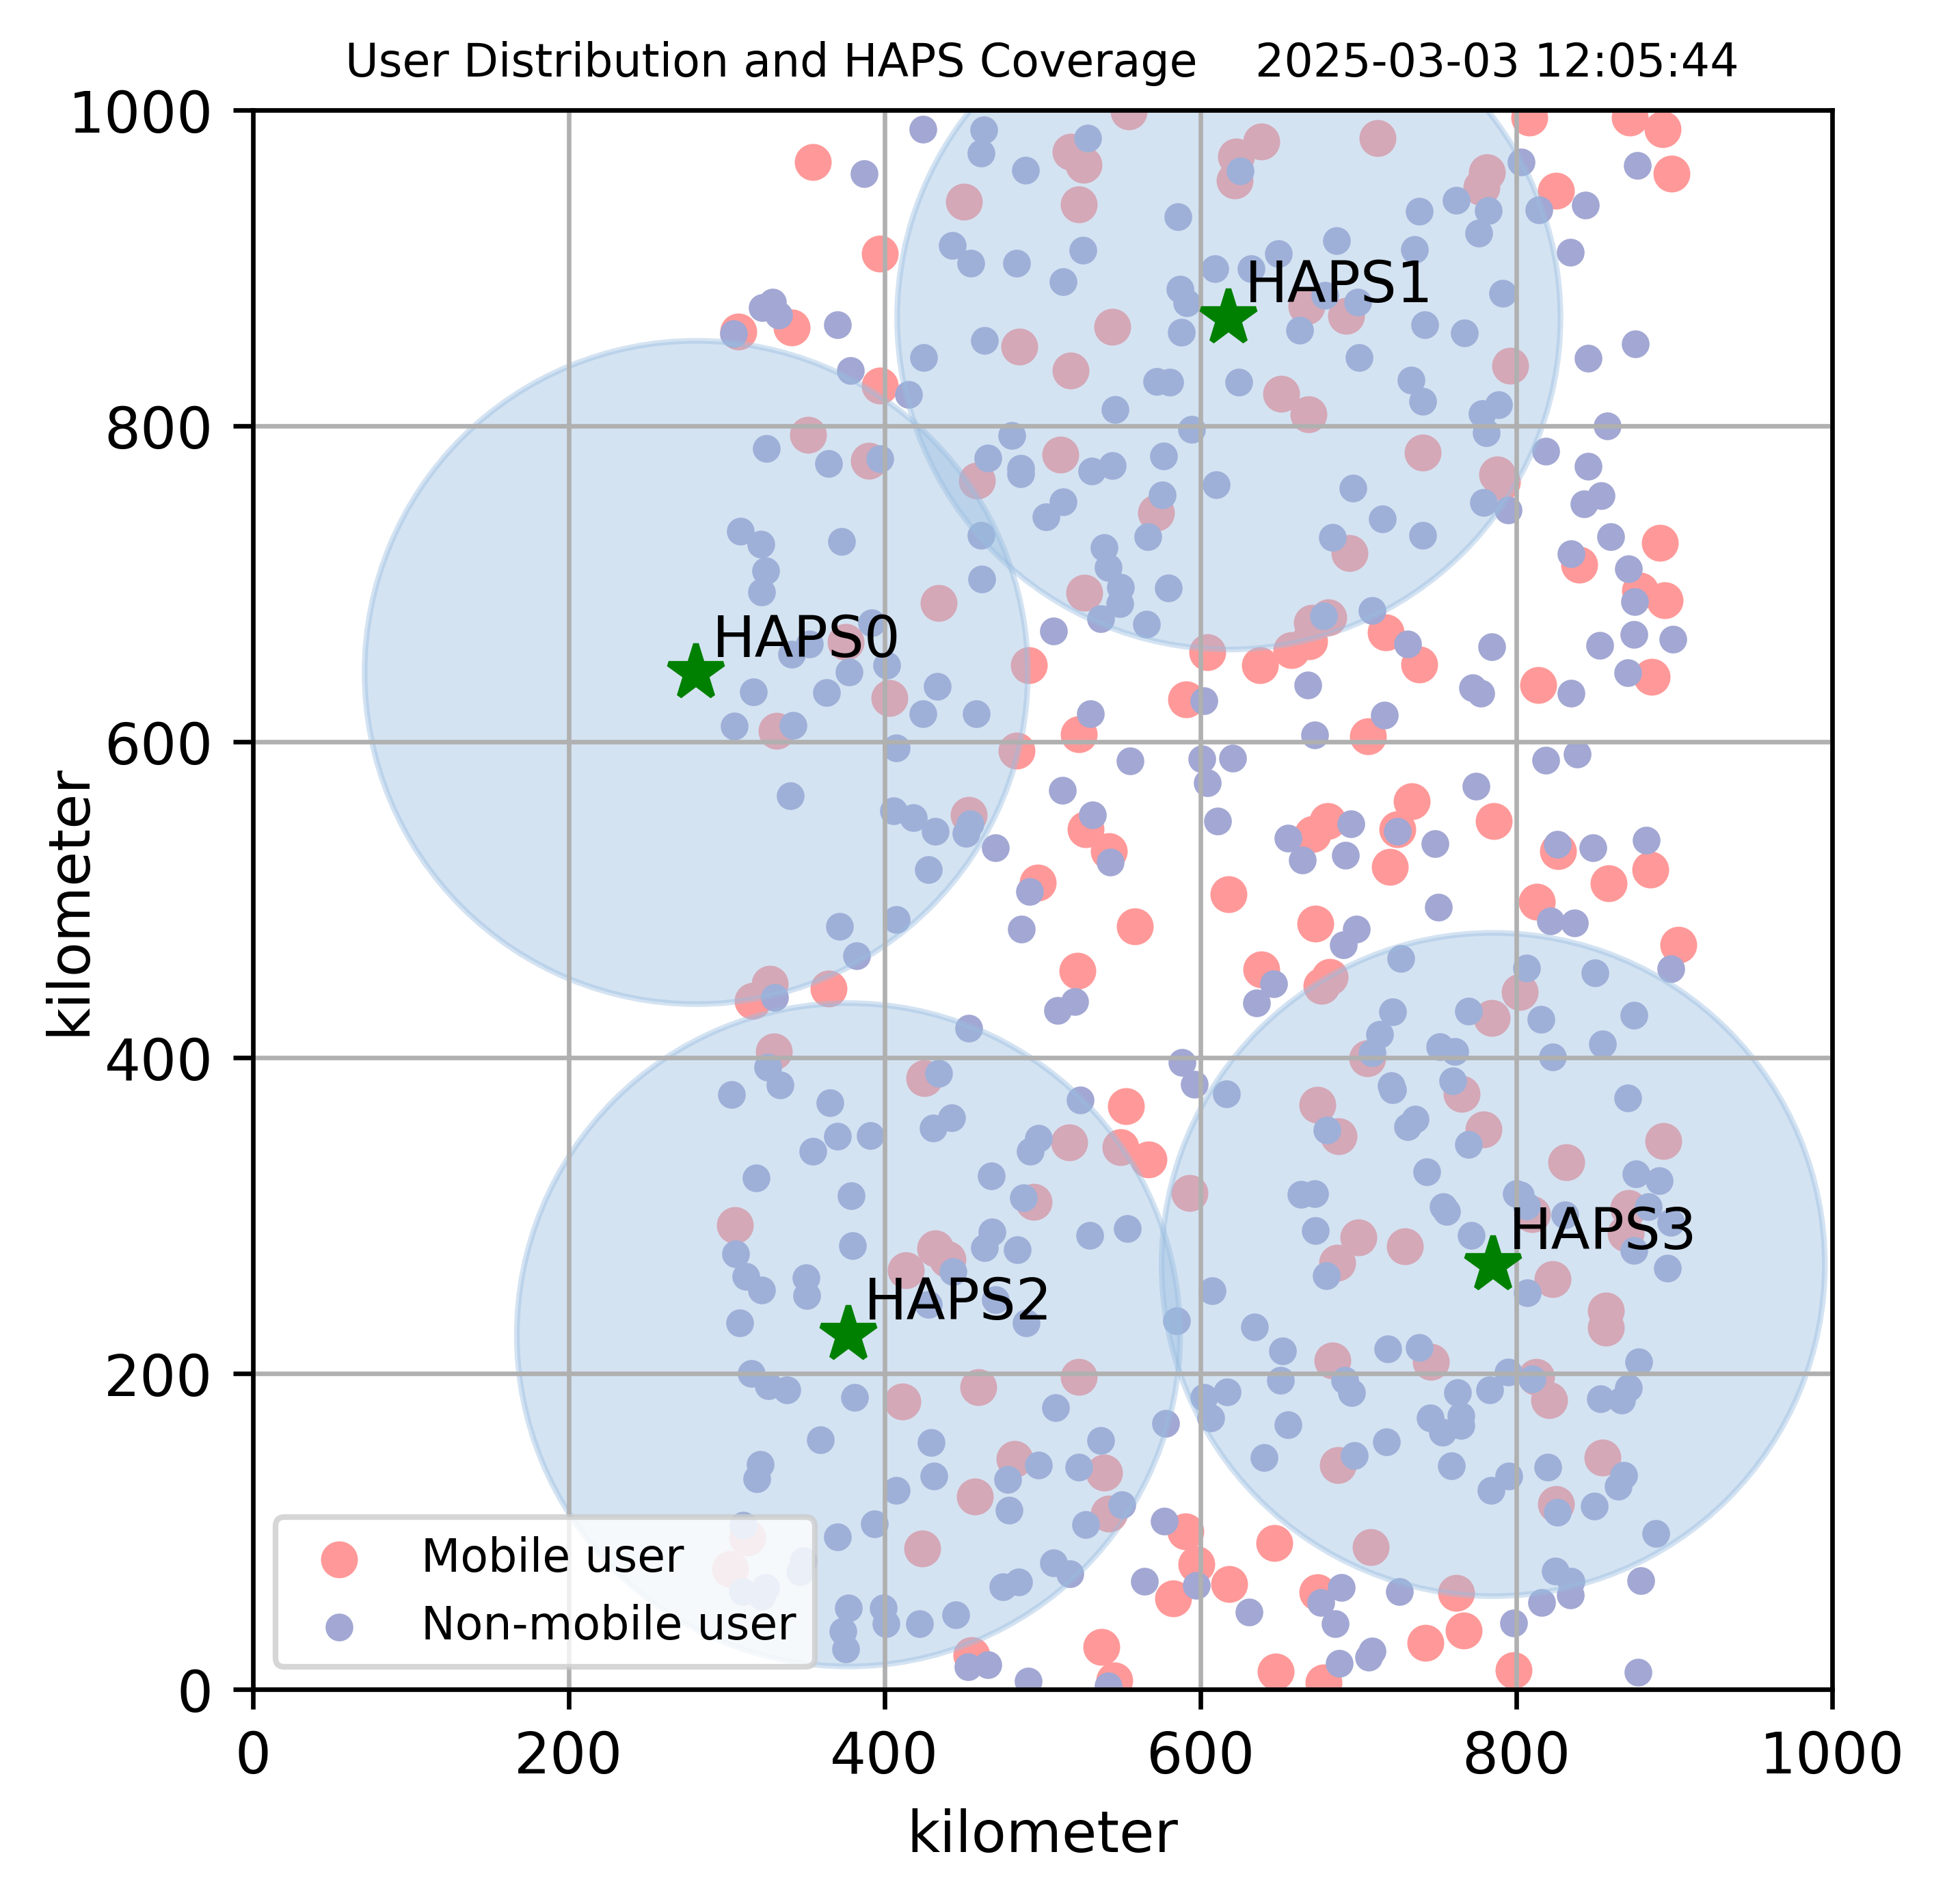 User Distribution and HAPS Coverage    2025-03-03 12:05:44
1000
800
600
400
200
0
kilometer
HAPS1
HAPS0
HAPS3
HAPS2
Mobile user
Non-mobile user
0 200 400 600 800 1000
kilometer